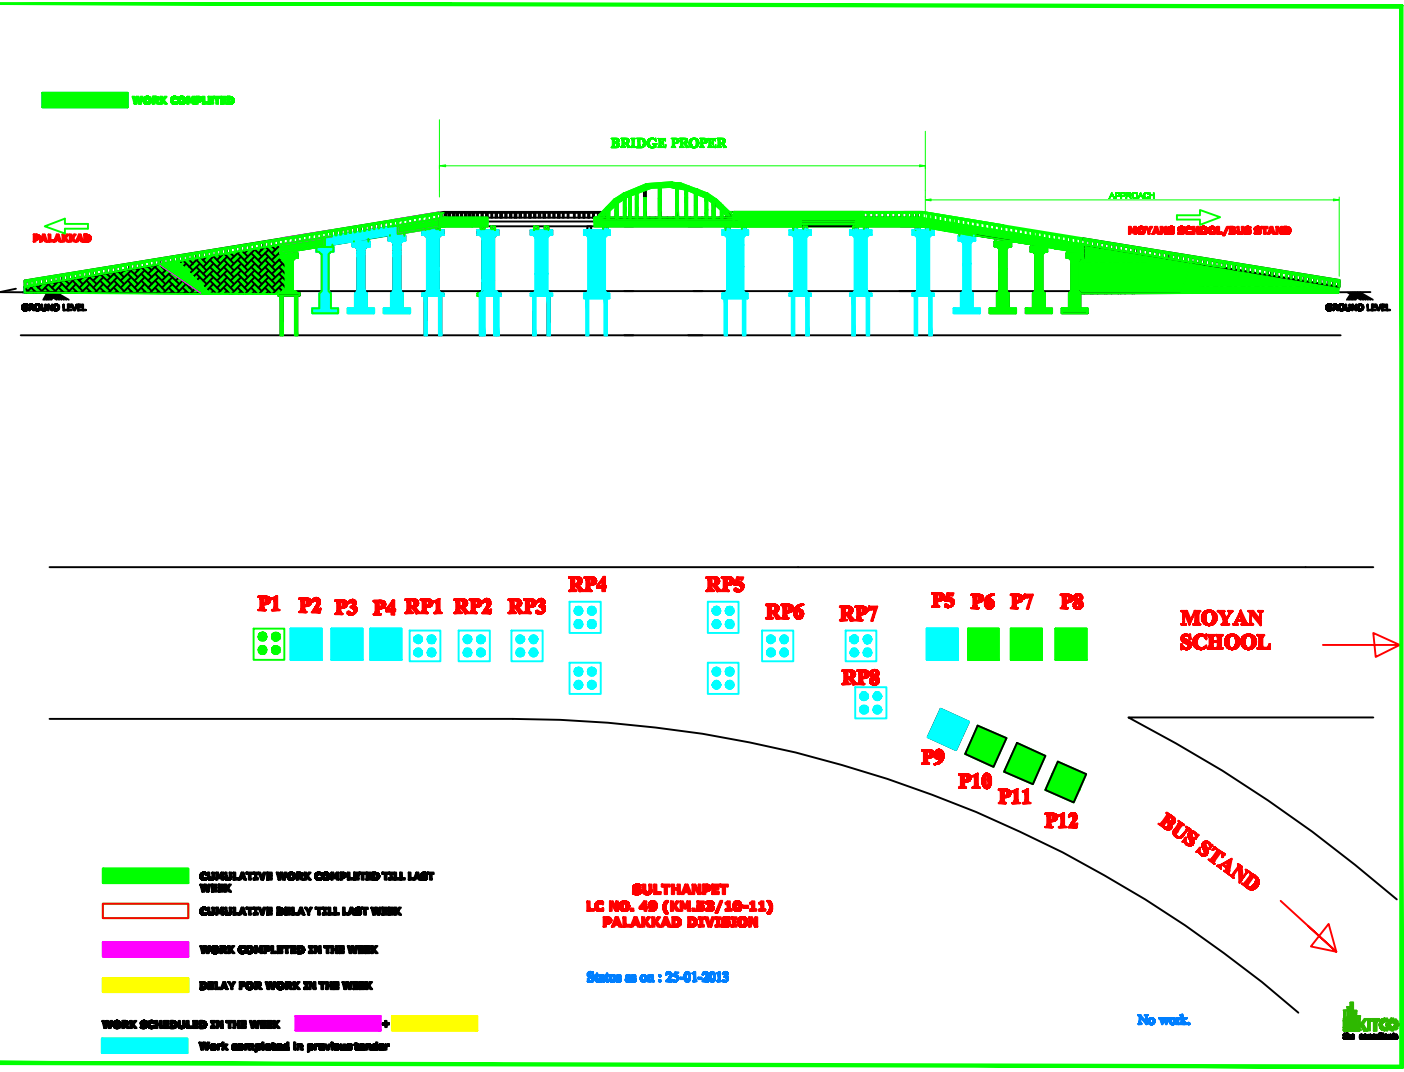 WORK COMPLETED
BRIDGE PROPER
APPROACH
PALAKKAD
MOYANS SCHOOL/BUS STAND
GROUND LEVEL
GROUND LEVEL
P1 P2 P3 P4 RP1 RP2 RP3 RP4 RP5 RP6 RP7 P5 P6 P7 P8
MOYAN
SCHOOL
RP8
P9
P10
P11
P12
BUS STAND
CUMULATIVE WORK COMPLETED TILL LAST
WEEK
CUMULATIVE DELAY TILL LAST WEEK
WORK COMPLETED IN THE WEEK
DELAY FOR WORK IN THE WEEK
WORK SCHEDULED IN THE WEEK +
Work completed in previous tender
SULTHANPET
LC NO. 49 (KM.53/10-11)
PALAKKAD DIVISION
Status as on : 25-01-2013
No work.
KITCO